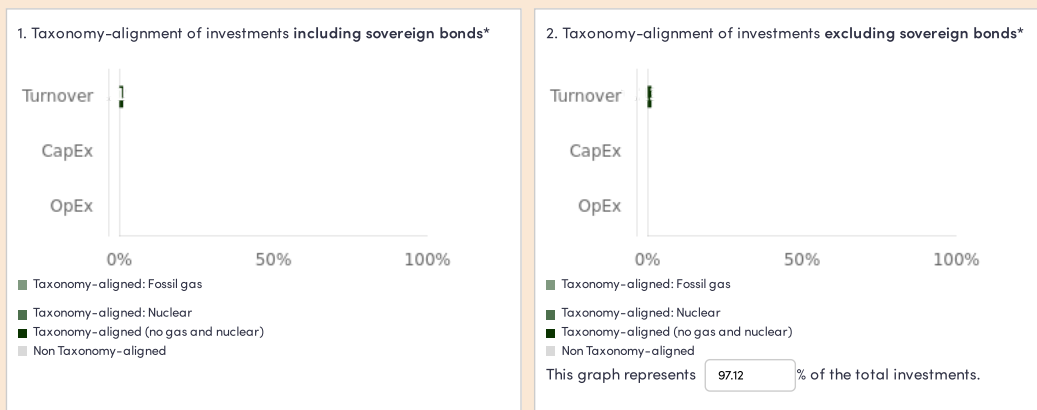 1. Taxonomy-alignment of investments including sovereign bonds*
Turnover
CapEx
OpEx
0% 50% 100%
Taxonomy-aligned: Fossil gas
Taxonomy-aligned: Nuclear
Taxonomy-aligned (no gas and nuclear)
Non Taxonomy-aligned
2. Taxonomy-alignment of investments excluding sovereign bonds*
Turnover
CapEx
OpEx
0% 50% 100%
Taxonomy-aligned: Fossil gas
Taxonomy-aligned: Nuclear
Taxonomy-aligned (no gas and nuclear)
Non Taxonomy-aligned
This graph represents 97.12 % of the total investments.